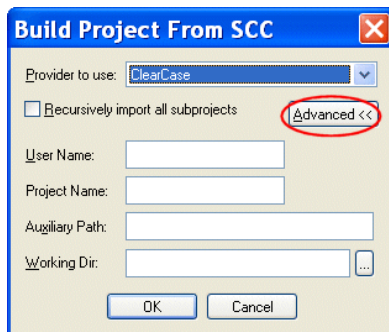 Build Project From SCC
Provider to use: ClearCase
Recursively import all subprojects
Advanced <<
User Name:
Project Name:
Auxiliary Path:
Working Dir: ...
OK Cancel